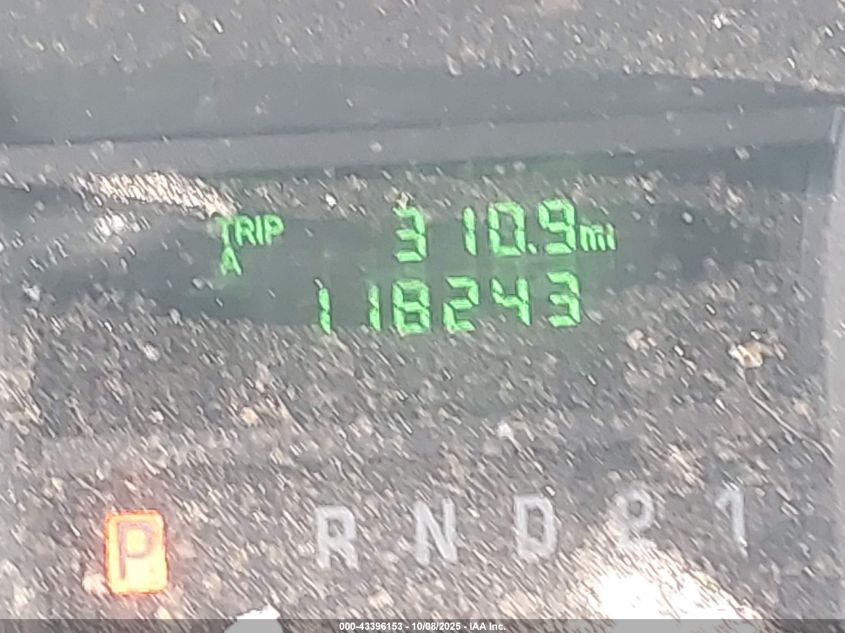 TRIP 310.9mi
A
118243
P R N D 2 1
000-43396153 - 10/08/2025 - IAA Inc.